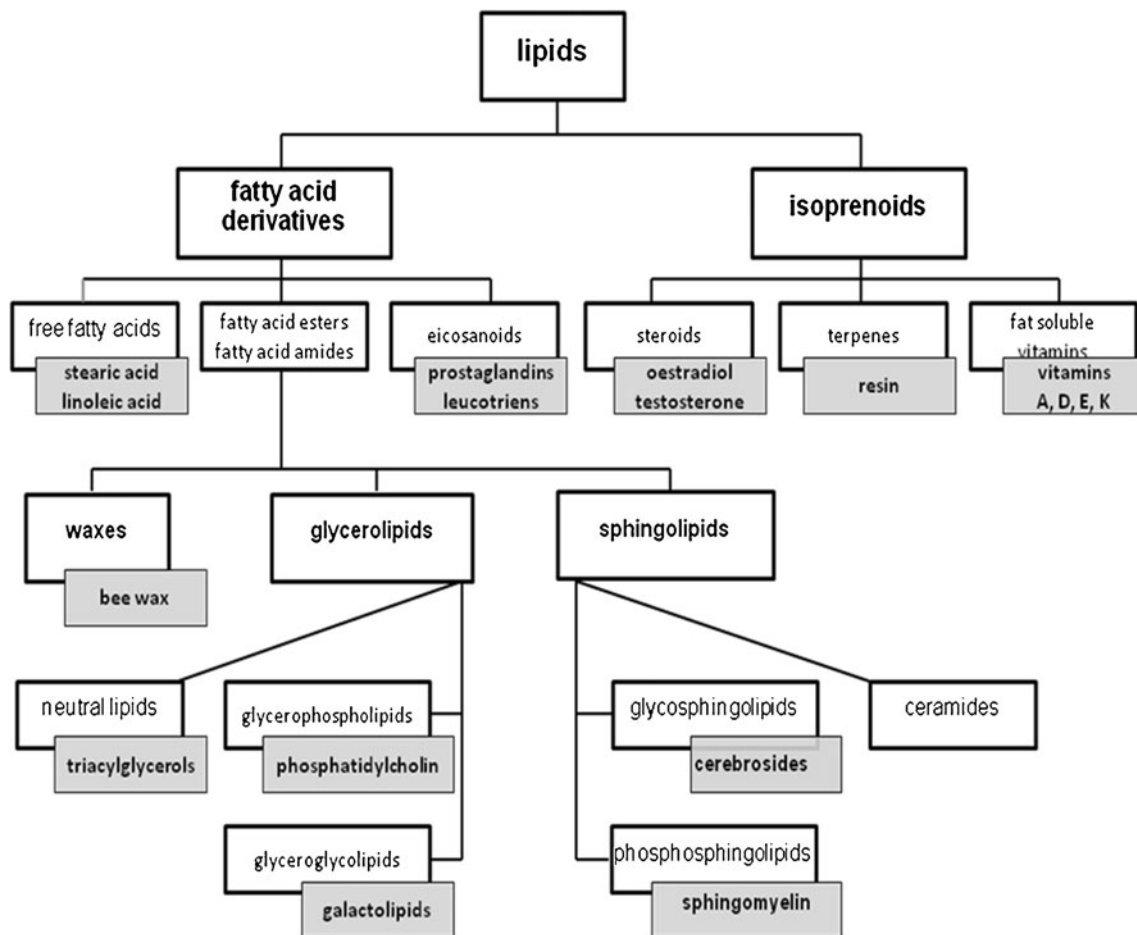 lipids
fatty acid
derivatives
isoprenoids
free fatty acids
stearic acid
linoleic acid
fatty acid esters
fatty acid amides
eicosanoids
prostaglandins
leucotriens
steroids
oestradiol
testosterone
terpenes
resin
fat soluble
vitamins
vitamins
A, D, E, K
waxes
bee wax
glycerolipids
sphingolipids
neutral lipids
triacylglycerols
glycerophospholipids
phosphatidylcholin
glycosphingolipids
cerebrosides
ceramides
glyceroglycolipids
galactolipids
phosphosphingolipids
sphingomyelin